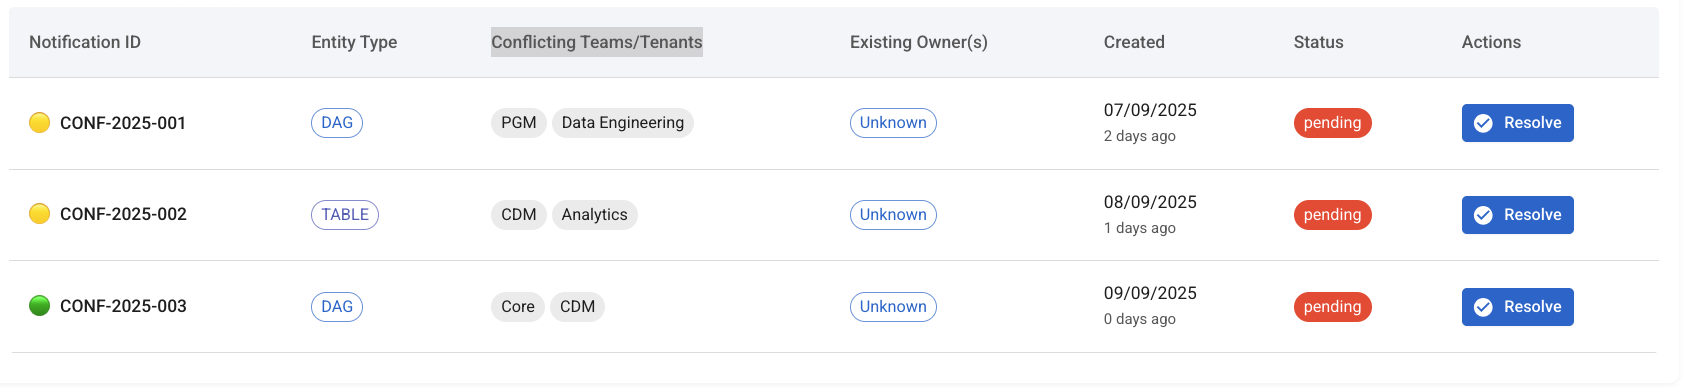 Notification ID Entity Type Conflicting Teams/Tenants Existing Owner(s) Created Status Actions
CONF-2025-001 DAG PGM Data Engineering Unknown 07/09/2025 pending Resolve
2 days ago
CONF-2025-002 TABLE CDM Analytics Unknown 08/09/2025 pending Resolve
1 days ago
CONF-2025-003 DAG Core CDM Unknown 09/09/2025 pending Resolve
0 days ago